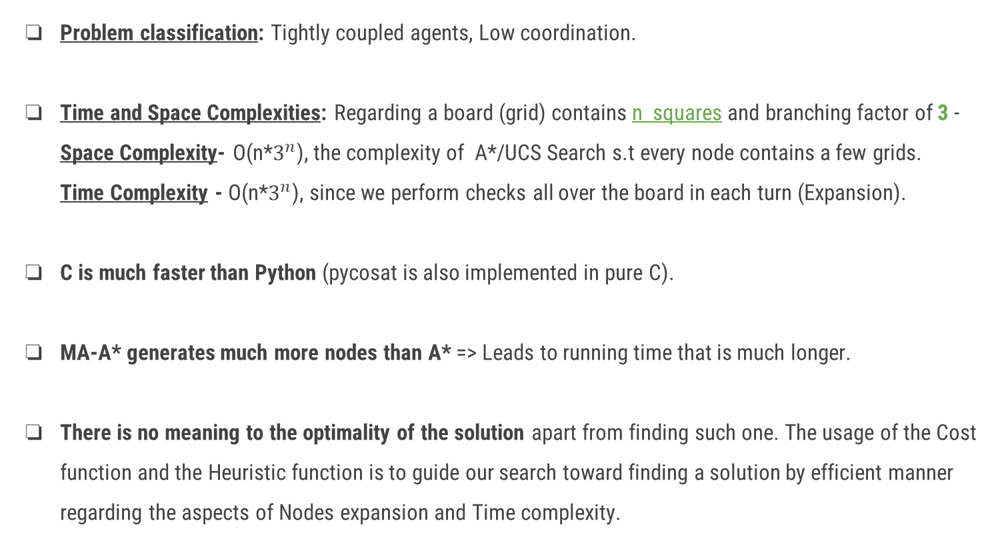 ❏ Problem classification: Tightly coupled agents, Low coordination.
❏ Time and Space Complexities: Regarding a board (grid) contains n squares and branching factor of 3 -
Space Complexity- O(n*3ⁿ), the complexity of A*/UCS Search s.t every node contains a few grids.
Time Complexity - O(n*3ⁿ), since we perform checks all over the board in each turn (Expansion).
❏ C is much faster than Python (pycosat is also implemented in pure C).
❏ MA-A* generates much more nodes than A* => Leads to running time that is much longer.
❏ There is no meaning to the optimality of the solution apart from finding such one. The usage of the Cost
function and the Heuristic function is to guide our search toward finding a solution by efficient manner
regarding the aspects of Nodes expansion and Time complexity.